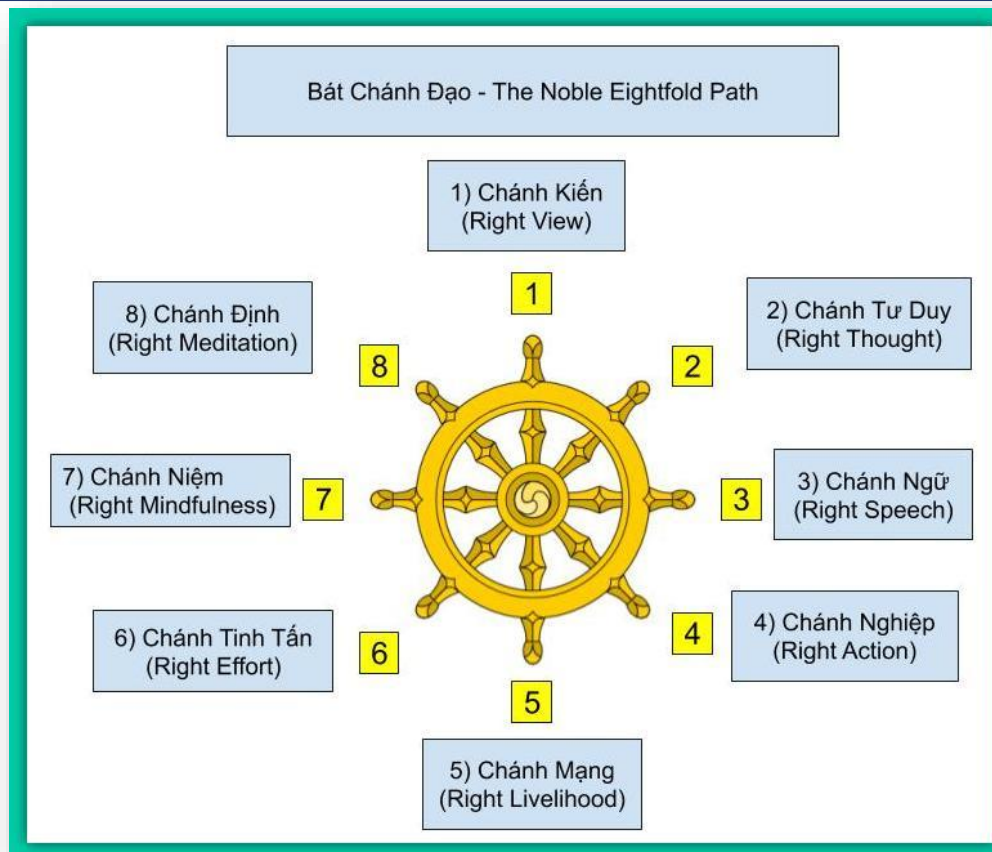 Bát Chánh Đạo - The Noble Eightfold Path
1) Chánh Kiến
(Right View)
1
2) Chánh Tư Duy
(Right Thought)
2
3) Chánh Ngữ
(Right Speech)
3
4) Chánh Nghiệp
(Right Action)
4
5
5) Chánh Mạng
(Right Livelihood)
6) Chánh Tinh Tấn
(Right Effort)
6
7) Chánh Niệm
(Right Mindfulness)
7
8) Chánh Định
(Right Meditation)
8